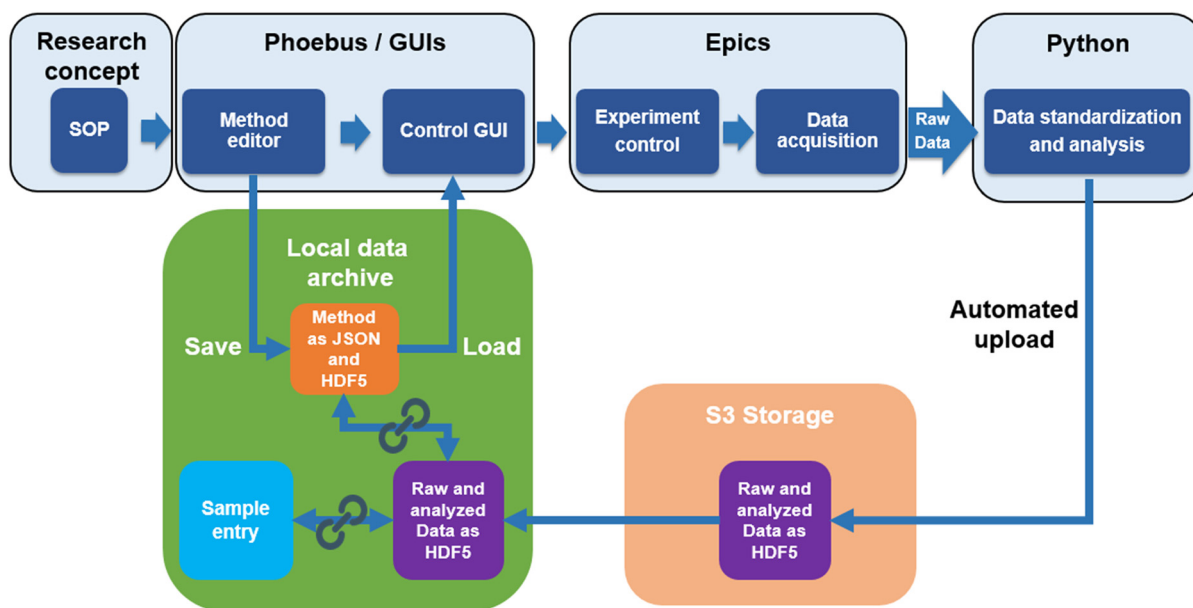 Research
concept
SOP
Phoebus / GUIs
Method
editor
Control GUI
Epics
Experiment
control
Data
acquisition
Raw
Data
Python
Data standardization
and analysis
Local data
archive
Save
Method
as JSON
and
HDF5
Load
Automated
upload
S3 Storage
Sample
entry
Raw and
analyzed
Data as
HDF5
Raw and
analyzed
Data as
HDF5